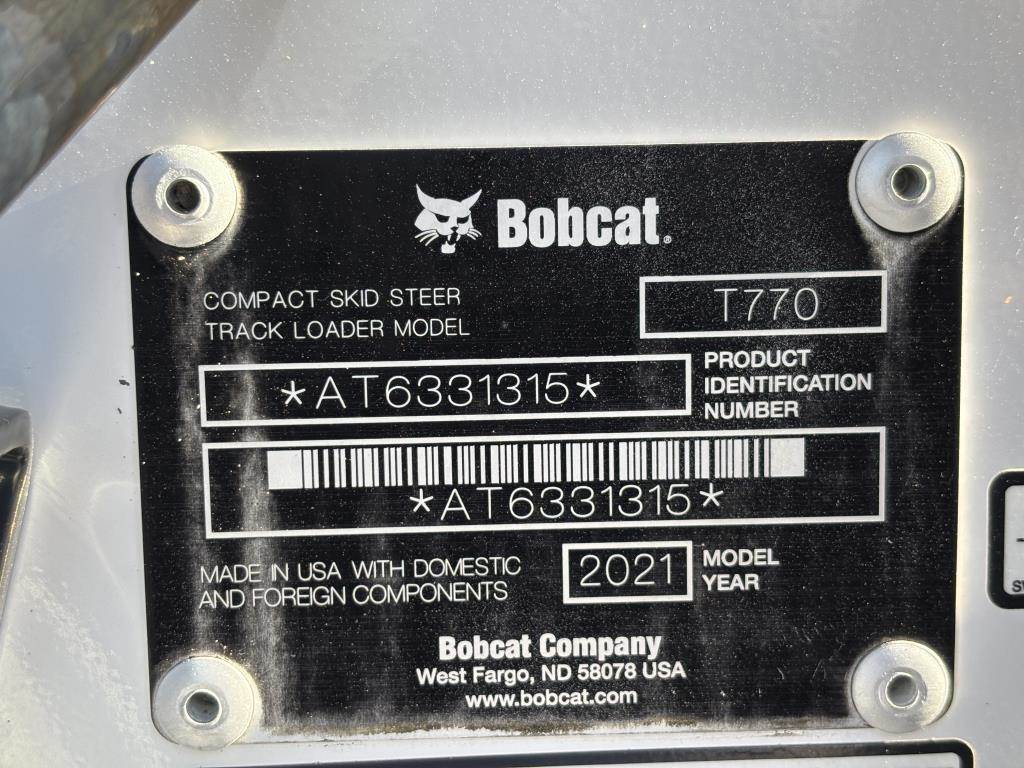 Bobcat.
COMPACT SKID STEER
TRACK LOADER MODEL
T770
*AT6331315*
PRODUCT
IDENTIFICATION
NUMBER
*AT6331315*
MADE IN USA WITH DOMESTIC
AND FOREIGN COMPONENTS
2021
MODEL
YEAR
Bobcat Company
West Fargo, ND 58078 USA
www.bobcat.com